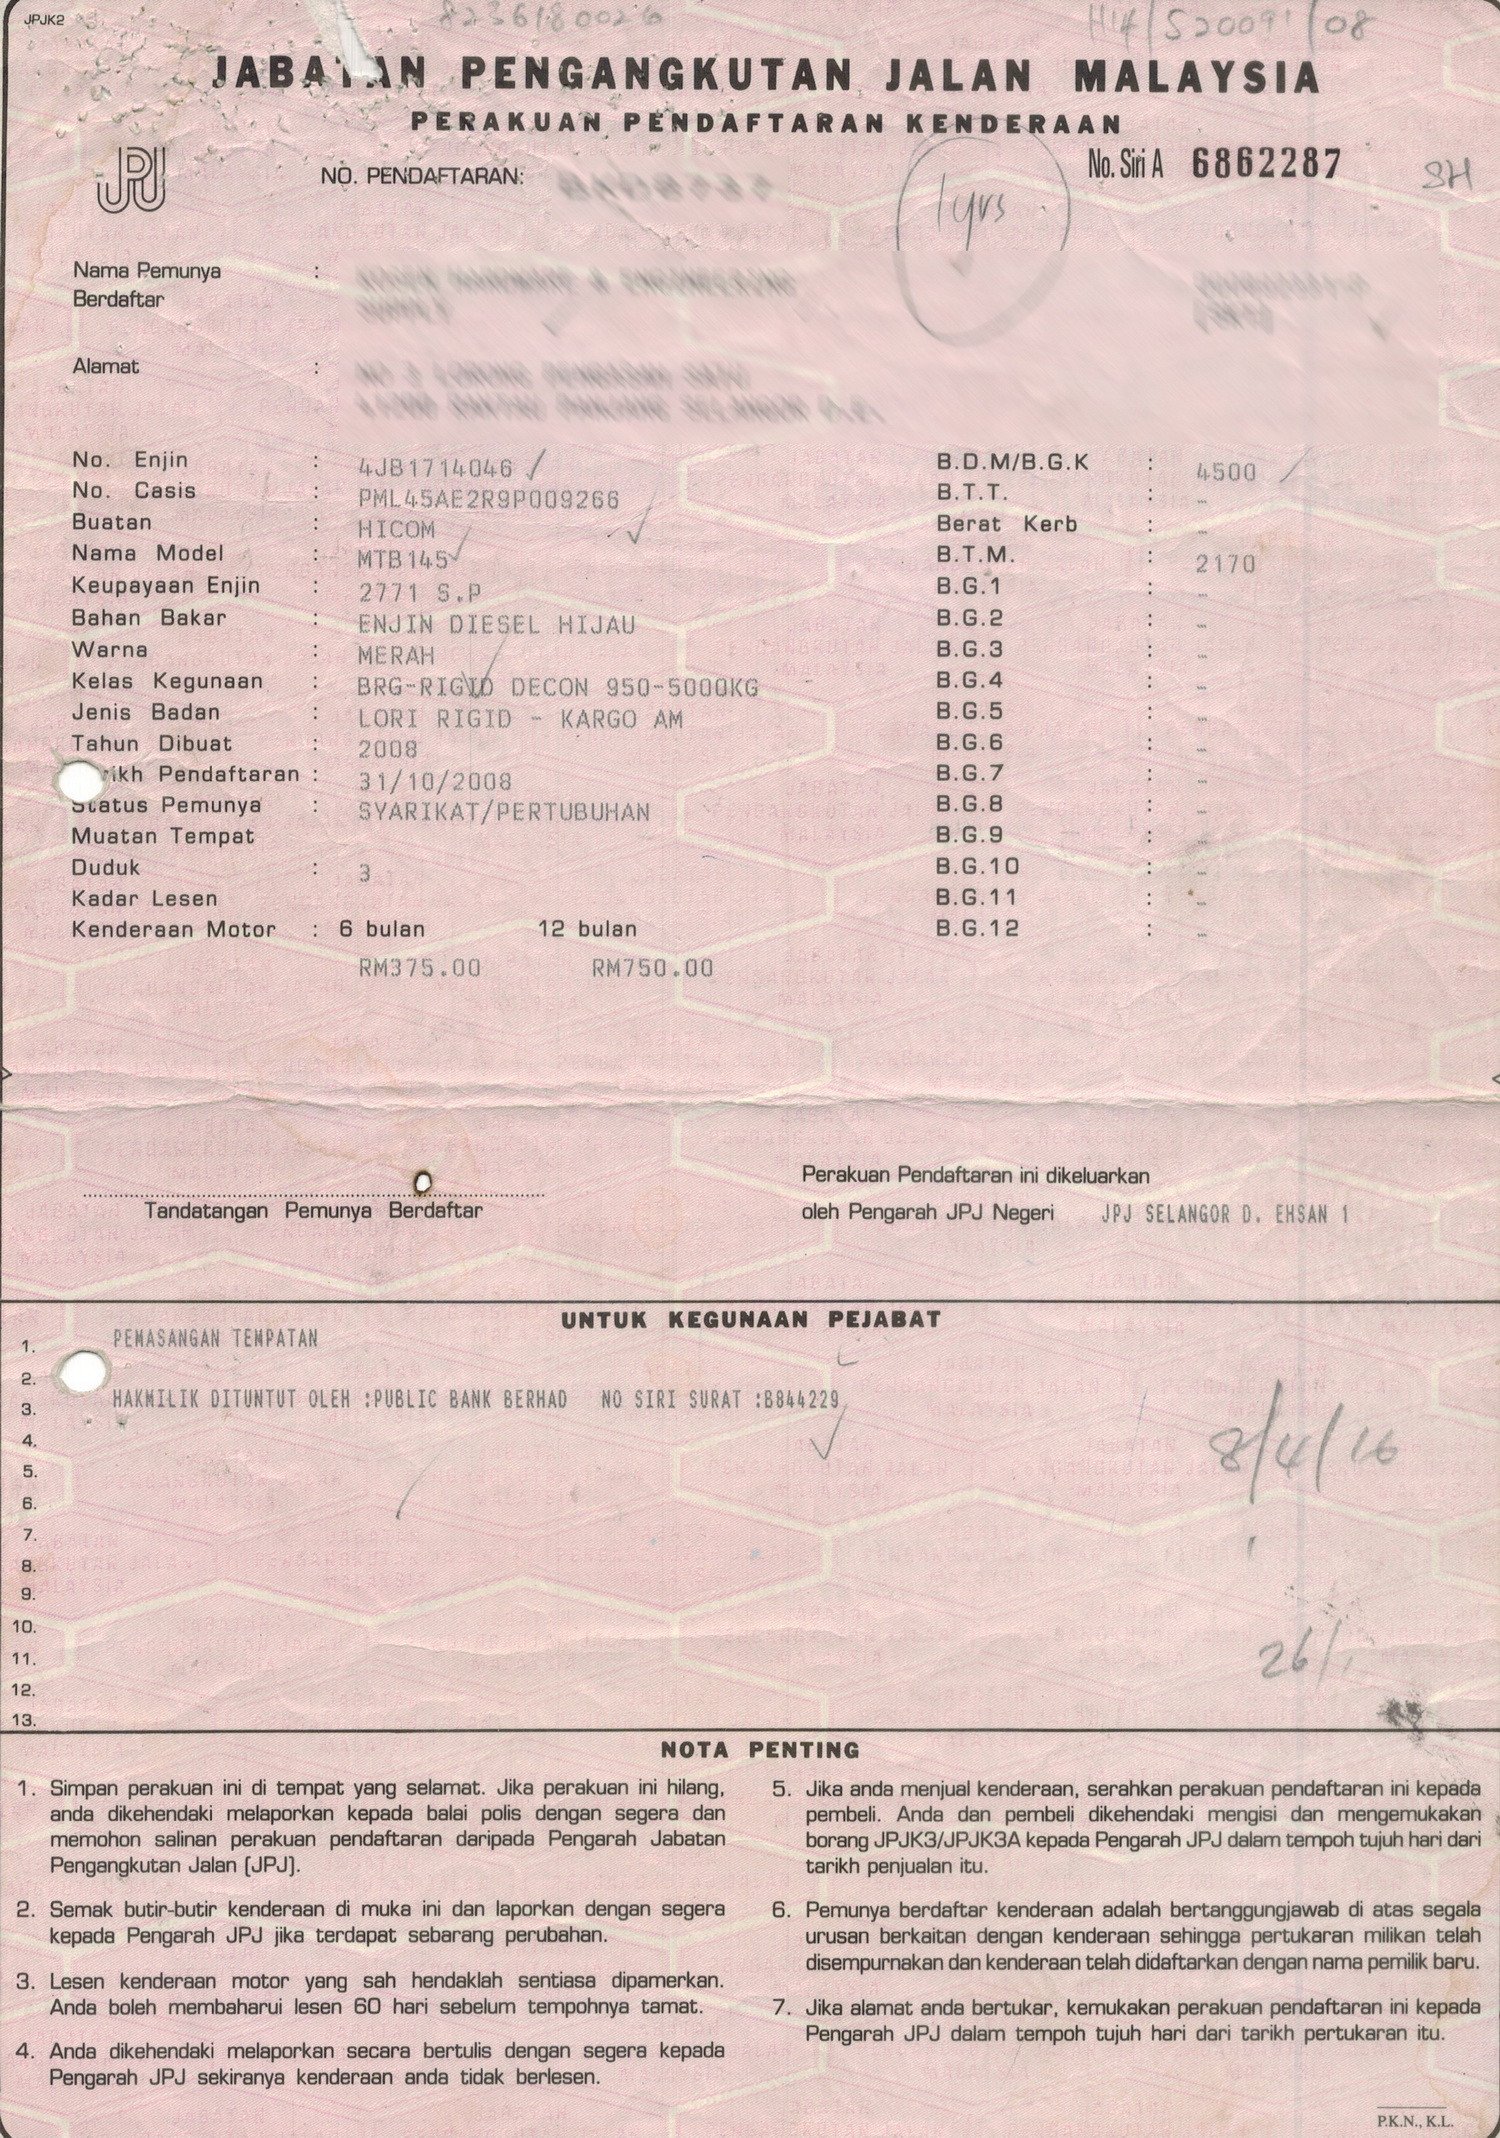 JPJK2
8236180026
H14/S20091/08
JABATAN PENGANGKUTAN JALAN MALAYSIA
PERAKUAN PENDAFTARAN KENDERAAN
JPJ
NO. PENDAFTARAN:
No. Siri A 6862287
SH
1 yrs
Nama Pemunya :
Berdaftar
Alamat :
No. Enjin : 4JB1714046 B.D.M/B.G.K : 4500
No. Casis : PML45AE2R9P009266 B.T.T. : -
Buatan : HICOM Berat Kerb : -
Nama Model : MTB145 B.T.M. : 2170
Keupayaan Enjin : 2771 S.P B.G.1 : -
Bahan Bakar : ENJIN DIESEL HIJAU B.G.2 : -
Warna : MERAH B.G.3 : -
Kelas Kegunaan : BRG-RIGID DECON 950-5000KG B.G.4 : -
Jenis Badan : LORI RIGID - KARGO AM B.G.5 : -
Tahun Dibuat : 2008 B.G.6 : -
rikh Pendaftaran : 31/10/2008 B.G.7 : -
Status Pemunya : SYARIKAT/PERTUBUHAN B.G.8 : -
Muatan Tempat B.G.9 : -
Duduk : 3 B.G.10 : -
Kadar Lesen B.G.11 : -
Kenderaan Motor : 6 bulan 12 bulan B.G.12 : -
RM375.00 RM750.00
Perakuan Pendaftaran ini dikeluarkan
Tandatangan Pemunya Berdaftar
oleh Pengarah JPJ Negeri JPJ SELANGOR D. EHSAN 1
UNTUK KEGUNAAN PEJABAT
1. PEMASANGAN TEMPATAN
2.
3. HAKMILIK DITUNTUT OLEH :PUBLIC BANK BERHAD NO SIRI SURAT :B844229
4.
8/4/16
5.
6.
7.
8.
9.
10.
11.
26/
12.
13.
NOTA PENTING
1. Simpan perakuan ini di tempat yang selamat. Jika perakuan ini hilang,
anda dikehendaki melaporkan kepada balai polis dengan segera dan
memohon salinan perakuan pendaftaran daripada Pengarah Jabatan
Pengangkutan Jalan (JPJ).
2. Semak butir-butir kenderaan di muka ini dan laporkan dengan segera
kepada Pengarah JPJ jika terdapat sebarang perubahan.
3. Lesen kenderaan motor yang sah hendaklah sentiasa dipamerkan.
Anda boleh membaharui lesen 60 hari sebelum tempohnya tamat.
4. Anda dikehendaki melaporkan secara bertulis dengan segera kepada
Pengarah JPJ sekiranya kenderaan anda tidak berlesen.
5. Jika anda menjual kenderaan, serahkan perakuan pendaftaran ini kepada
pembeli. Anda dan pembeli dikehendaki mengisi dan mengemukakan
borang JPJK3/JPJK3A kepada Pengarah JPJ dalam tempoh tujuh hari dari
tarikh penjualan itu.
6. Pemunya berdaftar kenderaan adalah bertanggungjawab di atas segala
urusan berkaitan dengan kenderaan sehingga pertukaran milikan telah
disempurnakan dan kenderaan telah didaftarkan dengan nama pemilik baru.
7. Jika alamat anda bertukar, kemukakan perakuan pendaftaran ini kepada
Pengarah JPJ dalam tempoh tujuh hari dari tarikh pertukaran itu.
P.K.N., K.L.